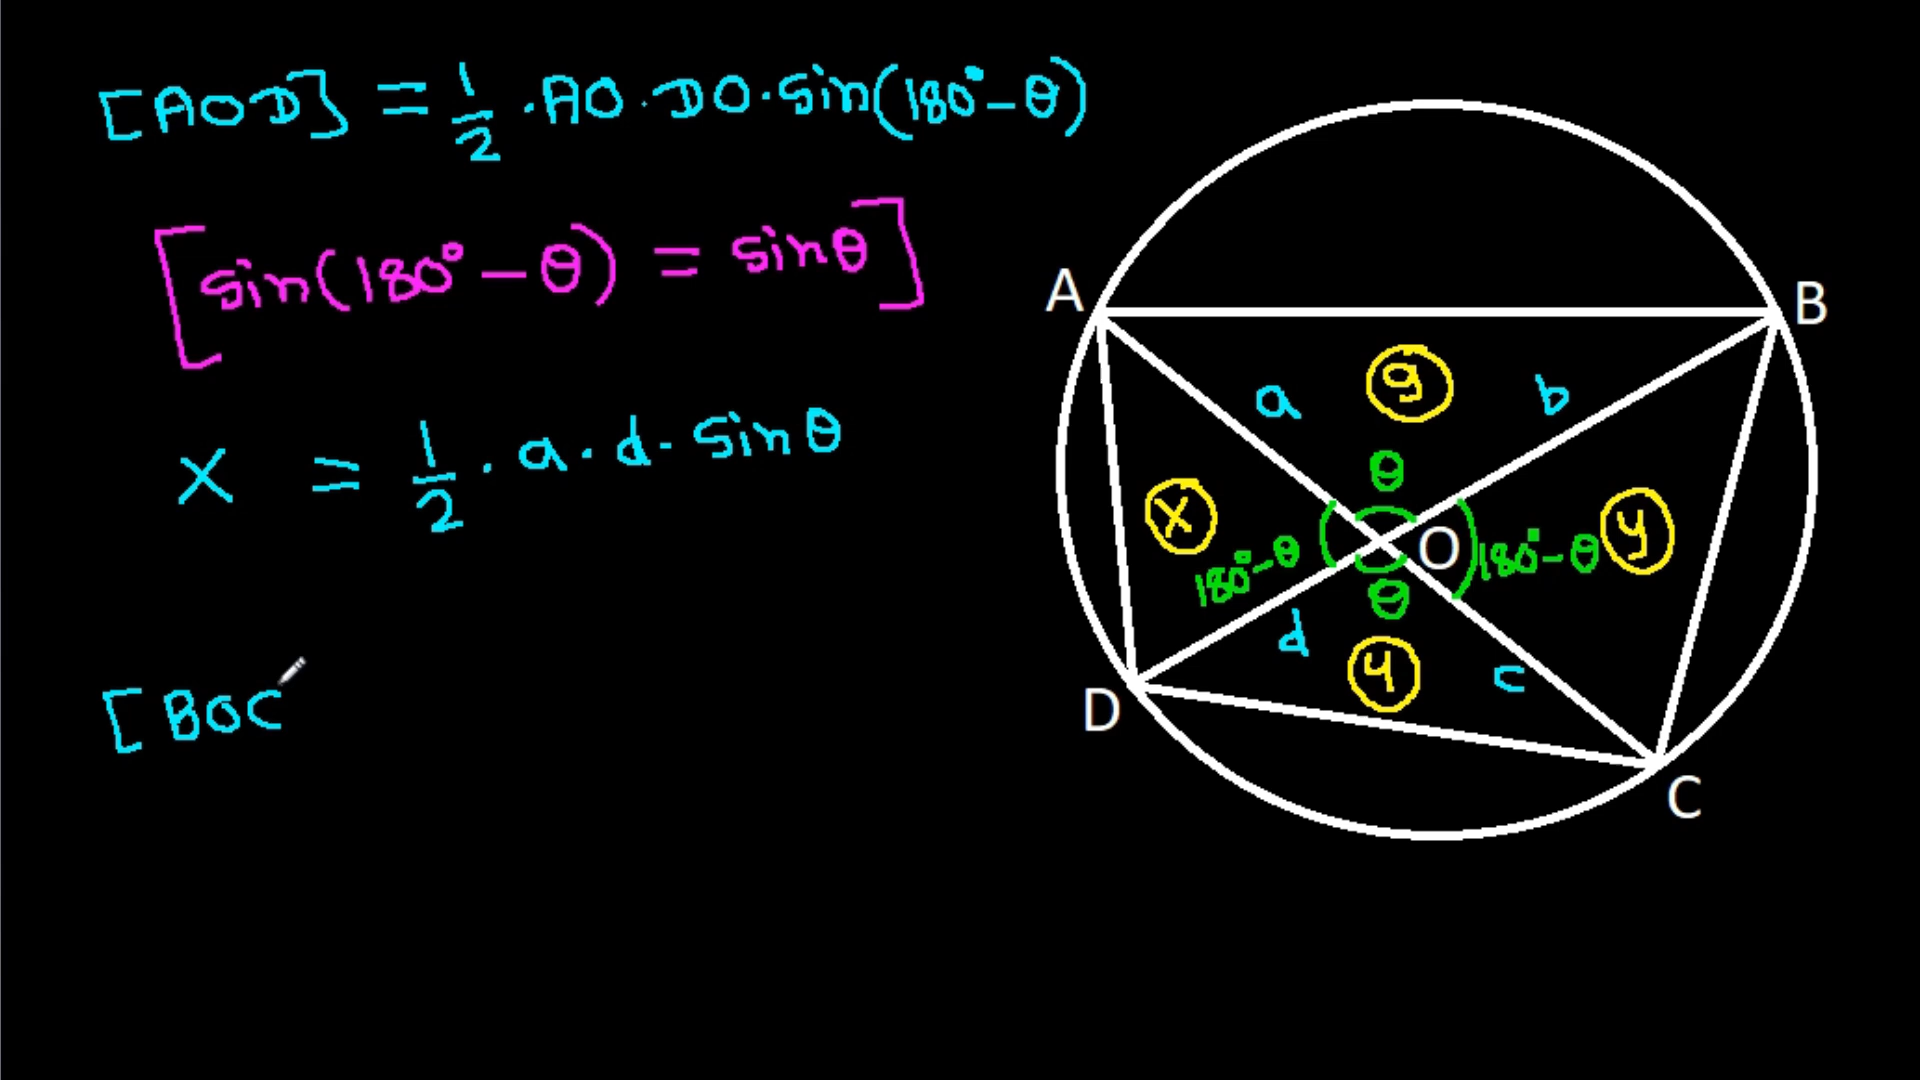 [AOD] = 1/2 · AO · DO · sin(180° - θ)
[sin(180° - θ) = sinθ]
x = 1/2 · a · d · sinθ
[BOC
A
B
9
a
b
θ
x
y
O
180° - θ
180° - θ
θ
d
4
c
D
C